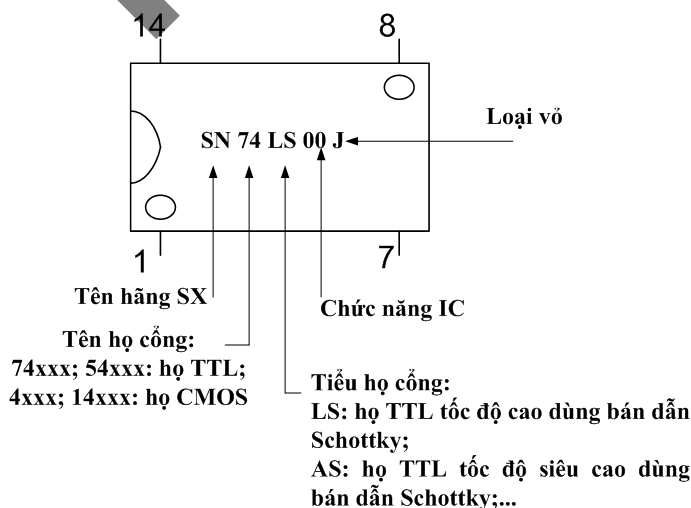 14
8
Loại vỏ
SN 74 LS 00 J
1
7
Tên hãng SX
Chức năng IC
Tên họ cổng:
74xxx; 54xxx: họ TTL;
4xxx; 14xxx: họ CMOS
Tiểu họ cổng:
LS: họ TTL tốc độ cao dùng bán dẫn
Schottky;
AS: họ TTL tốc độ siêu cao dùng
bán dẫn Schottky;...